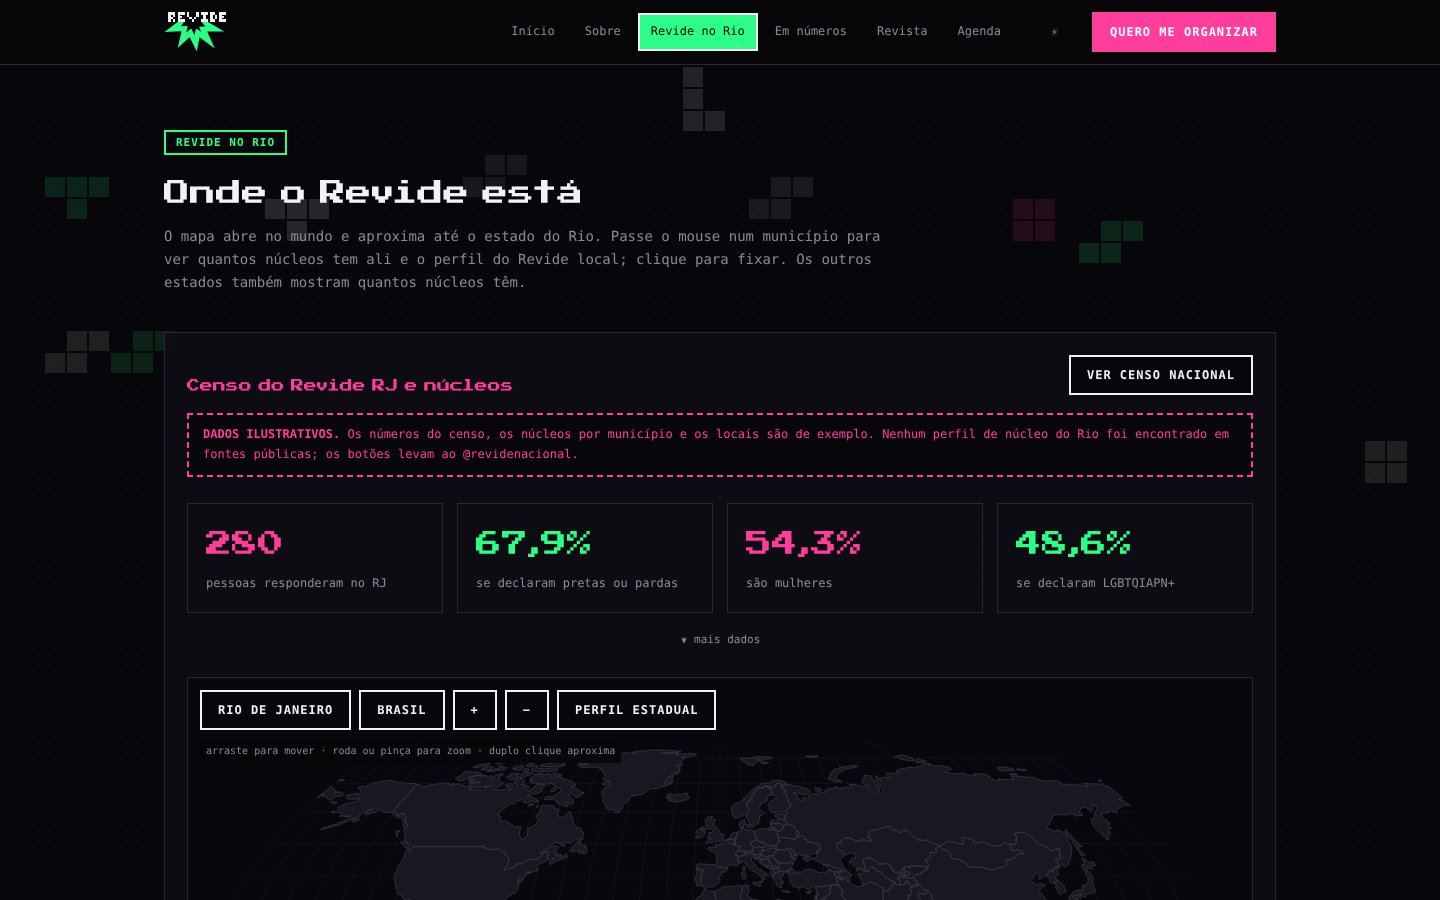 REVIDE
Início
Sobre
Revide no Rio
Em números
Revista
Agenda
QUERO ME ORGANIZAR
REVIDE NO RIO
Onde o Revide está
O mapa abre no mundo e aproxima até o estado do Rio. Passe o mouse num município para
ver quantos núcleos tem ali e o perfil do Revide local; clique para fixar. Os outros
estados também mostram quantos núcleos têm.
Censo do Revide RJ e núcleos
VER CENSO NACIONAL
DADOS ILUSTRATIVOS. Os números do censo, os núcleos por município e os locais são de exemplo. Nenhum perfil de núcleo do Rio foi encontrado em
fontes públicas; os botões levam ao @revidenacional.
280
pessoas responderam no RJ
67,9%
se declaram pretas ou pardas
54,3%
são mulheres
48,6%
se declaram LGBTQIAPN+
▾ mais dados
RIO DE JANEIRO
BRASIL
+
−
PERFIL ESTADUAL
arraste para mover · roda ou pinça para zoom · duplo clique aproxima